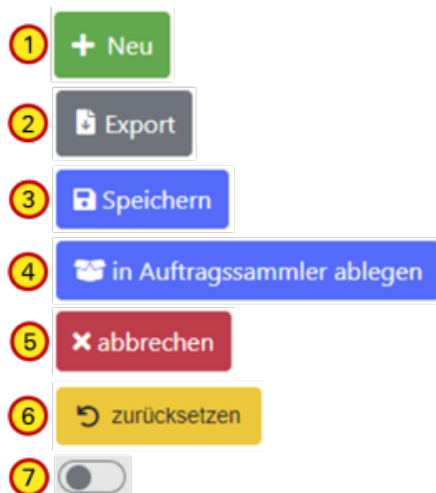 1 + Neu
2 Export
3 Speichern
4 in Auftragssammler ablegen
5 abbrechen
6 zurücksetzen
7